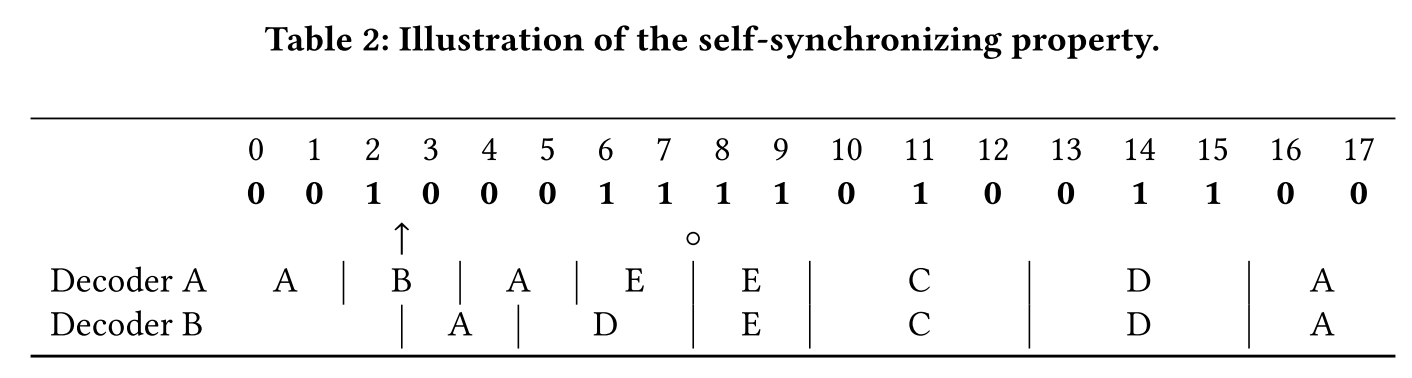 Table 2: Illustration of the self-synchronizing property.
0 1 2 3 4 5 6 7 8 9 10 11 12 13 14 15 16 17
0 0 1 0 0 0 1 1 1 1 0 1 0 0 1 1 0 0
↑ ∘
Decoder A A | B | A | E | E | C | D | A
Decoder B | A | D | E | C | D | A